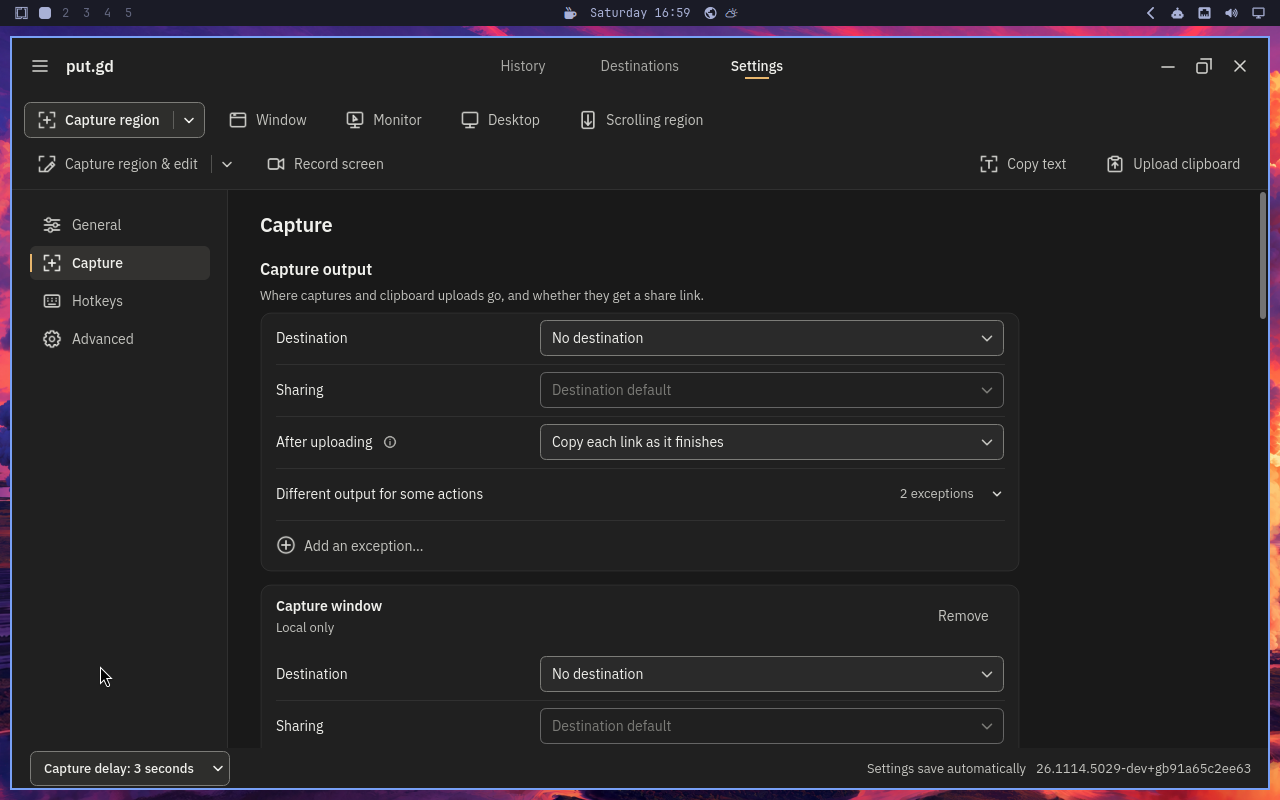 2 3 4 5
Saturday 16:59
put.gd
History Destinations Settings
Capture region Window Monitor Desktop Scrolling region
Capture region & edit Record screen Copy text Upload clipboard
General
Capture
Hotkeys
Advanced
Capture
Capture output
Where captures and clipboard uploads go, and whether they get a share link.
Destination No destination
Sharing Destination default
After uploading Copy each link as it finishes
Different output for some actions 2 exceptions
Add an exception...
Capture window
Local only
Remove
Destination No destination
Sharing Destination default
Capture delay: 3 seconds
Settings save automatically 26.1114.5029-dev+gb91a65c2ee63